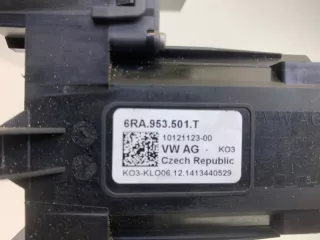 6RA.953.501.T
10121123-00
VW AG - KO3
Czech Republic
KO3-KLO06.12.1413440529